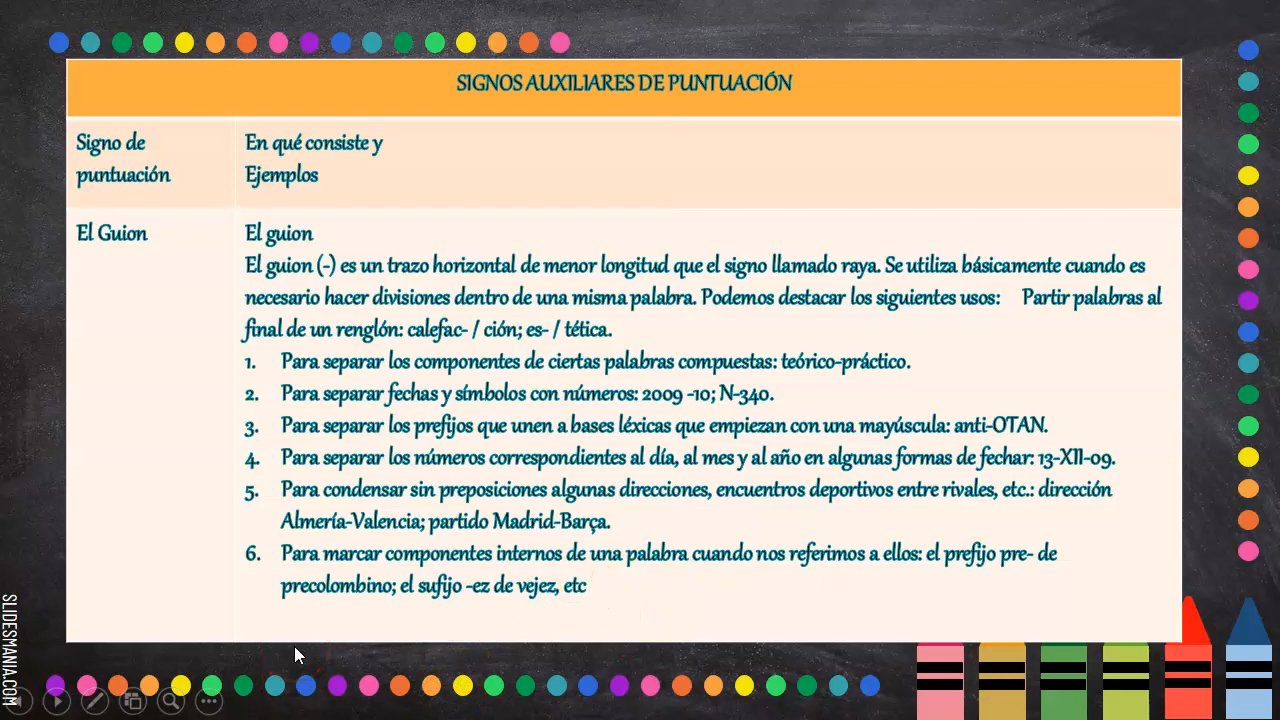 SIGNOS AUXILIARES DE PUNTUACIÓN
Signo de
puntuación
En qué consiste y
Ejemplos
El Guion
El guion
El guion (-) es un trazo horizontal de menor longitud que el signo llamado raya. Se utiliza básicamente cuando es
necesario hacer divisiones dentro de una misma palabra. Podemos destacar los siguientes usos: Partir palabras al
final de un renglón: calefac- / ción; es- / tética.
1. Para separar los componentes de ciertas palabras compuestas: teórico-práctico.
2. Para separar fechas y símbolos con números: 2009 -10; N-340.
3. Para separar los prefijos que unen a bases léxicas que empiezan con una mayúscula: anti-OTAN.
4. Para separar los números correspondientes al día, al mes y al año en algunas formas de fechar: 13-XII-09.
5. Para condensar sin preposiciones algunas direcciones, encuentros deportivos entre rivales, etc.: dirección
Almería-Valencia; partido Madrid-Barça.
6. Para marcar componentes internos de una palabra cuando nos referimos a ellos: el prefijo pre- de
precolombino; el sufijo -ez de vejez, etc
SLIDESMANIA.COM